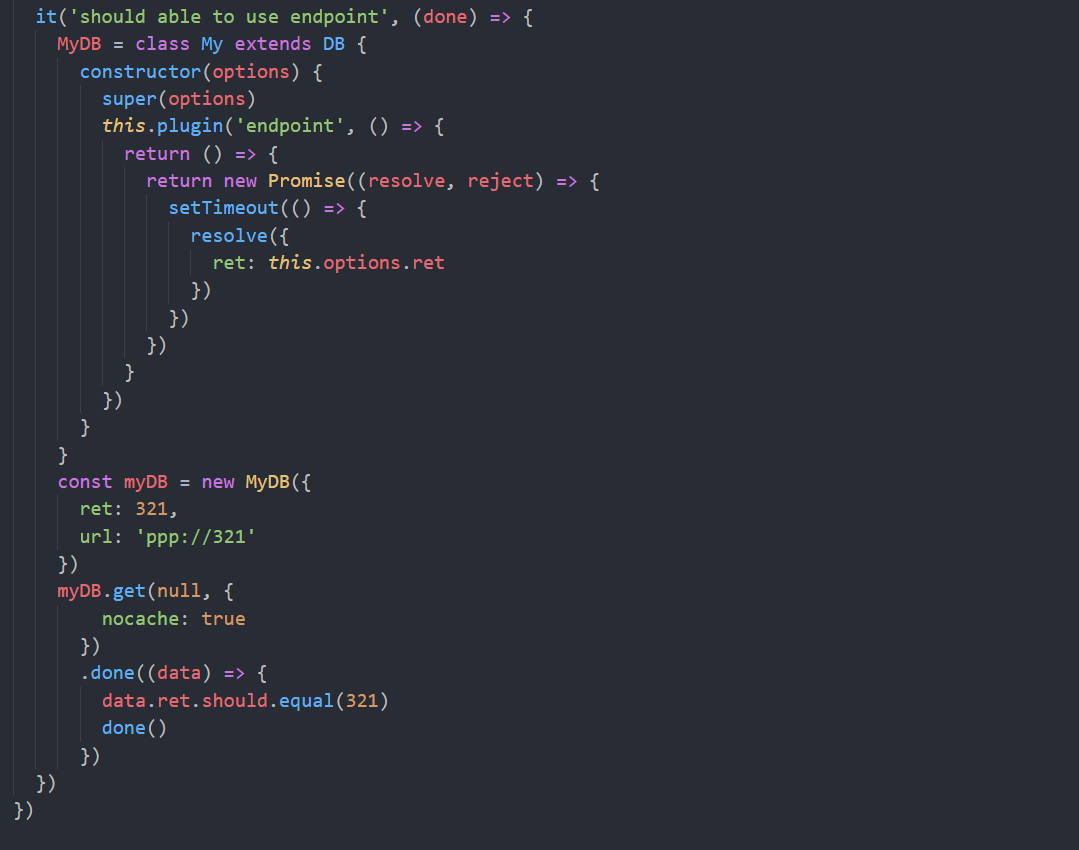 it('should able to use endpoint', (done) => {
MyDB = class My extends DB {
constructor(options) {
super(options)
this.plugin('endpoint', () => {
return () => {
return new Promise((resolve, reject) => {
setTimeout(() => {
resolve({
ret: this.options.ret
})
})
})
}
})
}
}
const myDB = new MyDB({
ret: 321,
url: 'ppp://321'
})
myDB.get(null, {
nocache: true
})
.done((data) => {
data.ret.should.equal(321)
done()
})
})
})